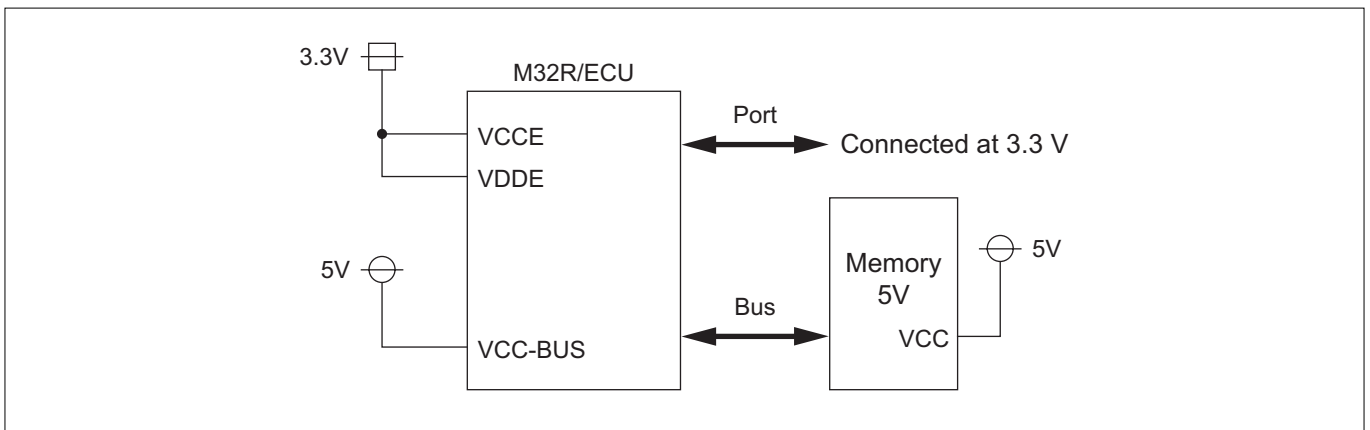 3.3V
M32R/ECU
VCCE
Port
Connected at 3.3 V
VDDE
5V
Memory
5V
5V
Bus
VCC-BUS
VCC